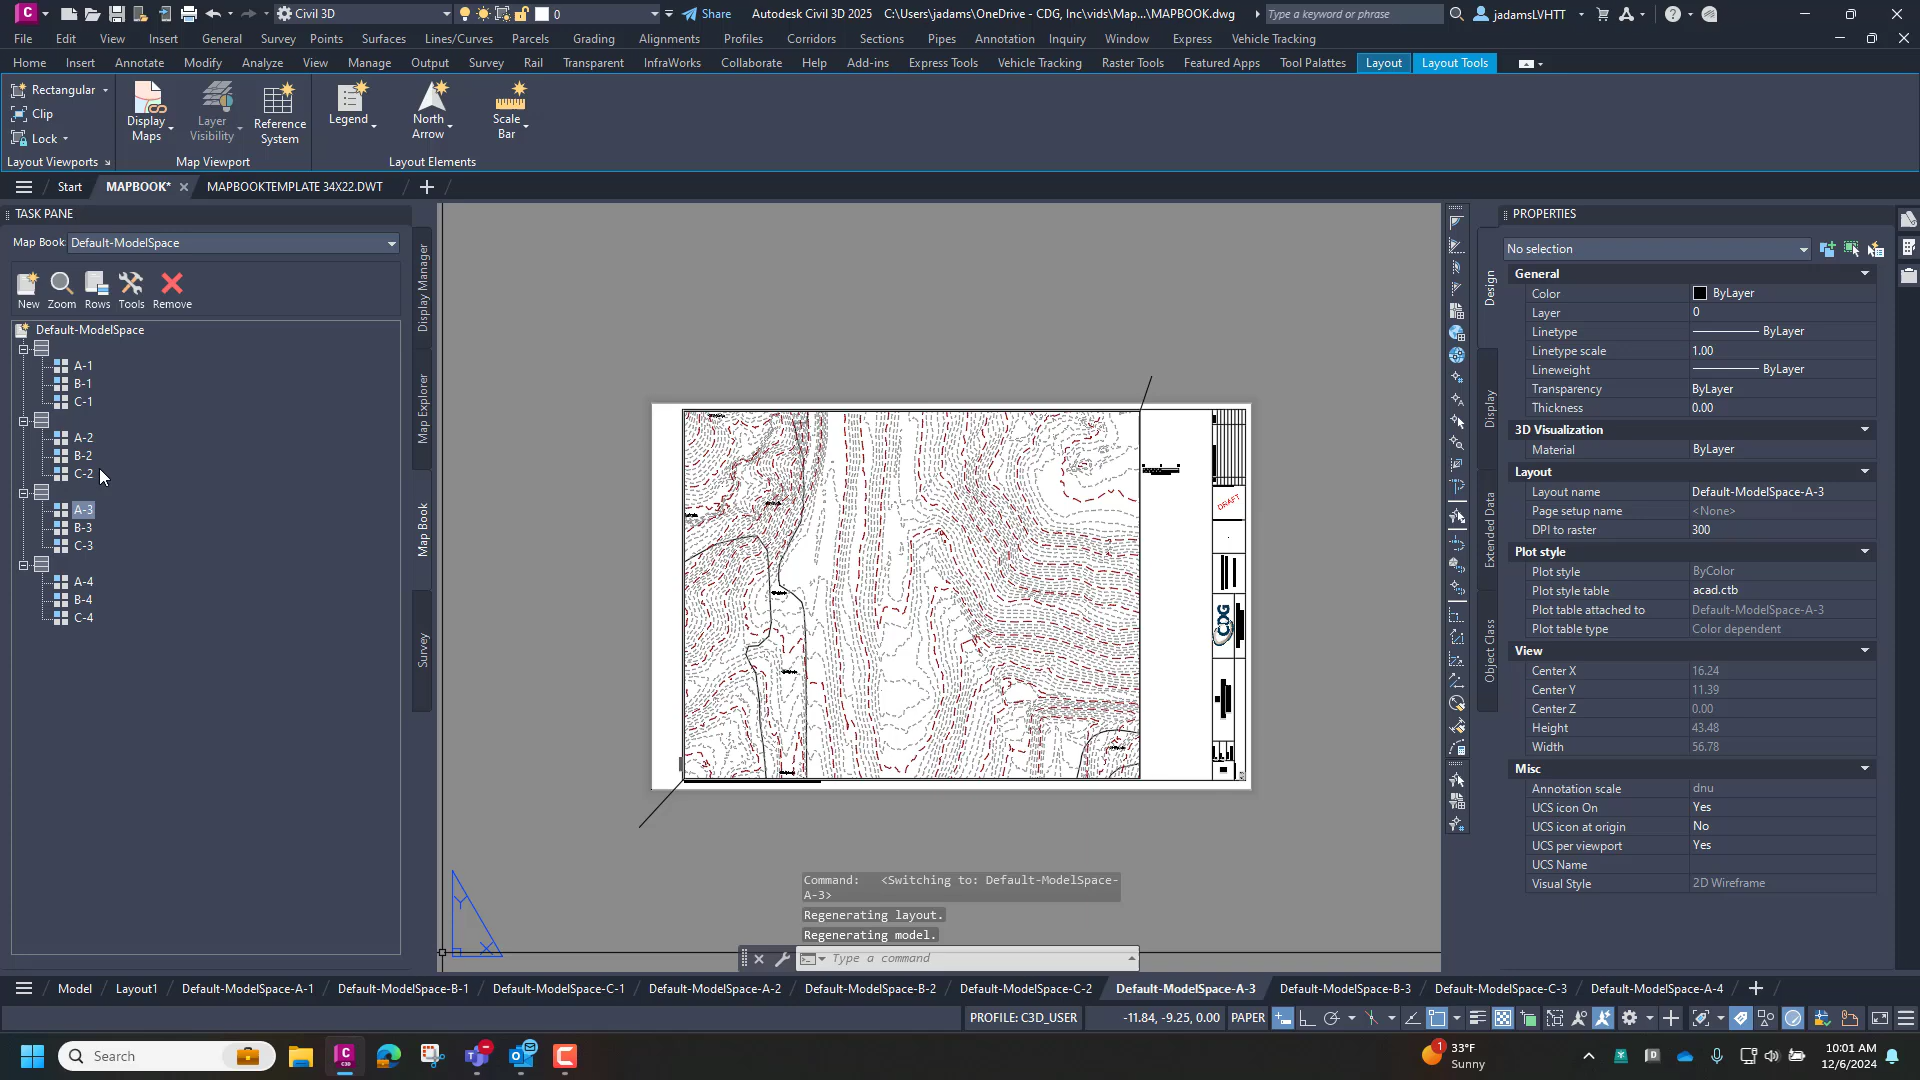 Civil 3D
0
Share
Autodesk Civil 3D 2025 C:\Users\jadams\OneDrive - CDG, Inc\vids\Map...\MAPBOOK.dwg
Type a keyword or phrase
jadamsLVHTT
File Edit View Insert General Survey Points Surfaces Lines/Curves Parcels Grading Alignments Profiles Corridors Sections Pipes Annotation Inquiry Window Express Vehicle Tracking
Home Insert Annotate Modify Analyze View Manage Output Survey Rail Transparent InfraWorks Collaborate Help Add-ins Express Tools Vehicle Tracking Raster Tools Featured Apps Tool Palettes Layout Layout Tools
Rectangular
Clip
Lock
Layout Viewports
Display Maps
Layer Visibility
Reference System
Map Viewport
Legend
North Arrow
Scale Bar
Layout Elements
Start MAPBOOK* MAPBOOKTEMPLATE 34X22.DWT
TASK PANE
Map Book: Default-ModelSpace
New Zoom Rows Tools Remove
Default-ModelSpace
A-1
B-1
C-1
A-2
B-2
C-2
A-3
B-3
C-3
A-4
B-4
C-4
Display Manager
Map Explorer
Map Book
Survey
DRAFT
CDG
Command: <Switching to: Default-ModelSpace-
A-3>
Regenerating layout.
Regenerating model.
Type a command
Y
X
PROPERTIES
No selection
Design
Display
Extended Data
Object Class
General
Color ByLayer
Layer 0
Linetype ByLayer
Linetype scale 1.00
Lineweight ByLayer
Transparency ByLayer
Thickness 0.00
3D Visualization
Material ByLayer
Layout
Layout name Default-ModelSpace-A-3
Page setup name <None>
DPI to raster 300
Plot style
Plot style ByColor
Plot style table acad.ctb
Plot table attached to Default-ModelSpace-A-3
Plot table type Color dependent
View
Center X 16.24
Center Y 11.39
Center Z 0.00
Height 43.48
Width 56.78
Misc
Annotation scale dnu
UCS icon On Yes
UCS icon at origin No
UCS per viewport Yes
UCS Name
Visual Style 2D Wireframe
Model Layout1 Default-ModelSpace-A-1 Default-ModelSpace-B-1 Default-ModelSpace-C-1 Default-ModelSpace-A-2 Default-ModelSpace-B-2 Default-ModelSpace-C-2 Default-ModelSpace-A-3 Default-ModelSpace-B-3 Default-ModelSpace-C-3 Default-ModelSpace-A-4
PROFILE: C3D_USER -11.84, -9.25, 0.00 PAPER
Search
1
33°F
Sunny
10:01 AM
12/6/2024